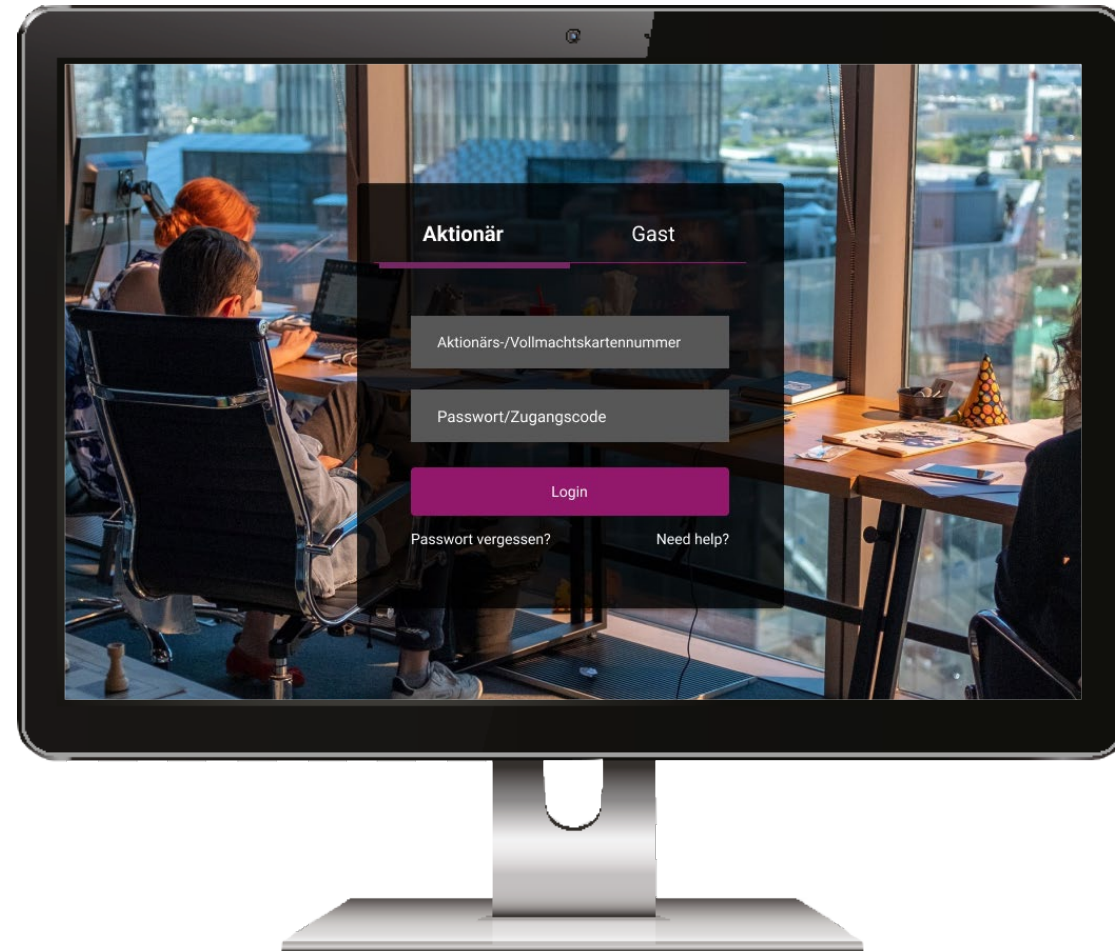 Aktionär
Gast
Aktionärs-/Vollmachtskartennummer
Passwort/Zugangscode
Login
Passwort vergessen?
Need help?